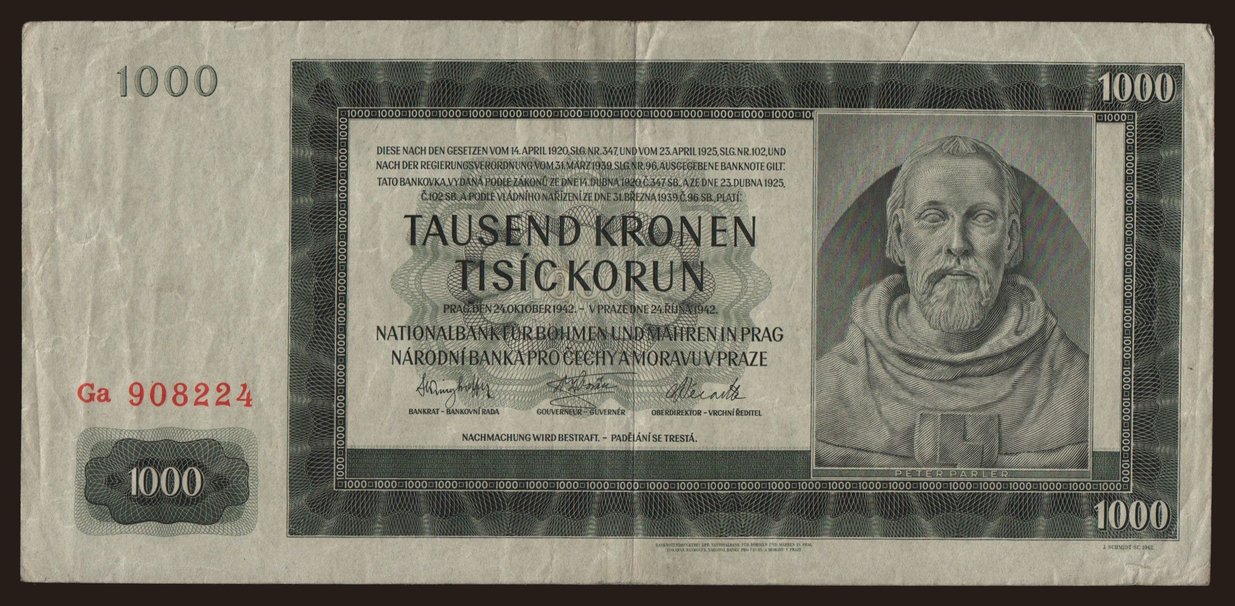 1000
1000
DIESE NACH DEN GESETZEN VOM 14. APRIL 1920, SLG. NR. 347, UND VOM 23. APRIL 1925, SLG. NR. 102, UND
NACH DER REGIERUNGSVERORDNUNG VOM 31. MÄRZ 1939, SLG. NR. 96, AUSGEGEBENE BANKNOTE GILT.
TATO BANKOVKA, VYDANÁ PODLE ZÁKONŮ ZE DNE 14. DUBNA 1920, Č. 347 SB., A ZE DNE 23. DUBNA 1925,
Č. 102 SB., A PODLE VLÁDNÍHO NAŘÍZENÍ ZE DNE 31. BŘEZNA 1939, Č. 96 SB., PLATÍ:
TAUSEND KRONEN
TISÍC KORUN
PRAG, DEN 24. OKTOBER 1942. – V PRAZE DNE 24. ŘÍJNA 1942.
NATIONALBANK FÜR BÖHMEN UND MÄHREN IN PRAG
NÁRODNÍ BANKA PRO ČECHY A MORAVU V PRAZE
BANKRAT – BANKOVNÍ RADA
GOUVERNEUR – GUVERNÉR
OBERDIREKTOR – VRCHNÍ ŘEDITEL
NACHMACHUNG WIRD BESTRAFT. – PADĚLÁNÍ SE TRESTÁ.
Ga 908224
1000
PETER PARLER
1000
J. SCHMIDT SC. 1942.